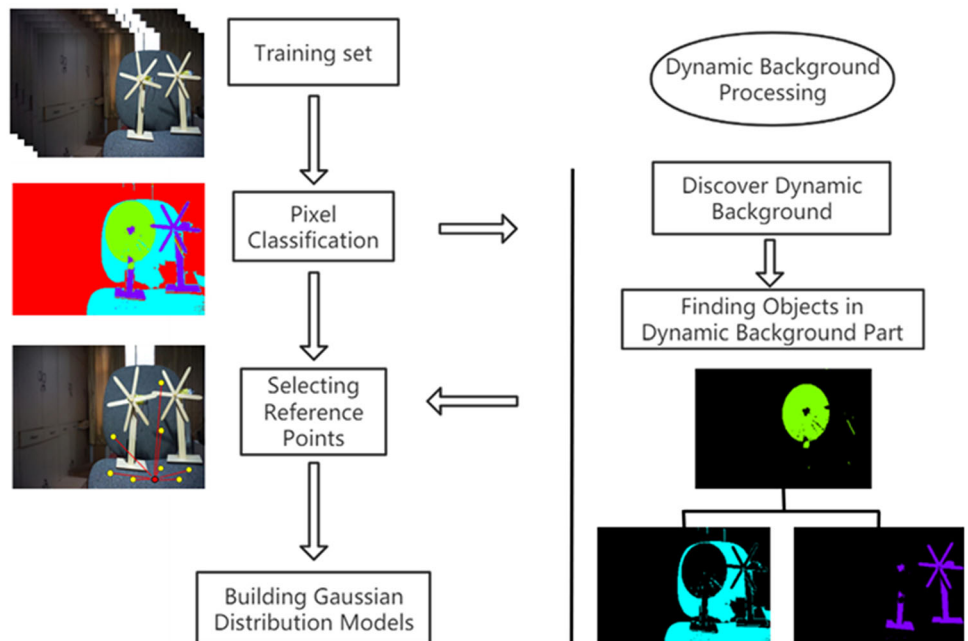 Training set
Pixel
Classification
Selecting
Reference
Points
Building Gaussian
Distribution Models
Dynamic Background
Processing
Discover Dynamic
Background
Finding Objects in
Dynamic Background Part